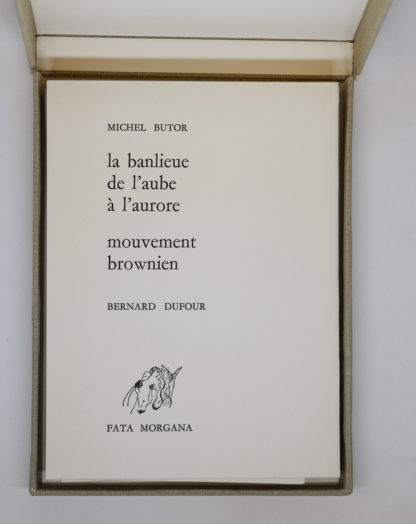 MICHEL BUTOR
la banlieue
de l'aube
à l'aurore
mouvement
brownien
BERNARD DUFOUR
FATA MORGANA